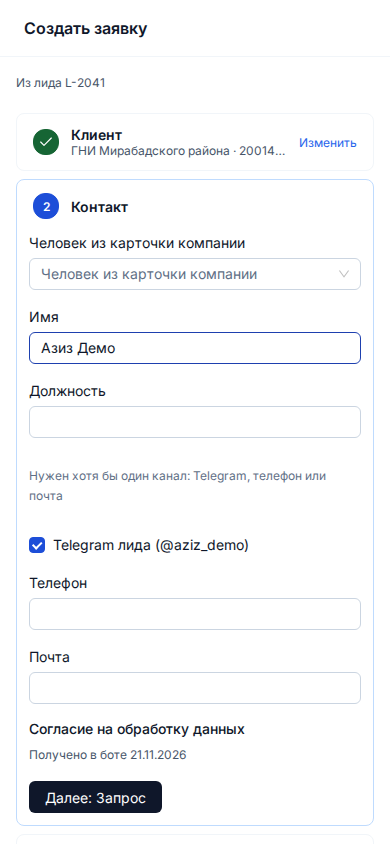 Создать заявку
Из лида L-2041
Клиент
ГНИ Мирабадского района · 20014...
Изменить
2
Контакт
Человек из карточки компании
Человек из карточки компании
Имя
Азиз Демо
Должность
Нужен хотя бы один канал: Telegram, телефон или
почта
Telegram лида (@aziz_demo)
Телефон
Почта
Согласие на обработку данных
Получено в боте 21.11.2026
Далее: Запрос